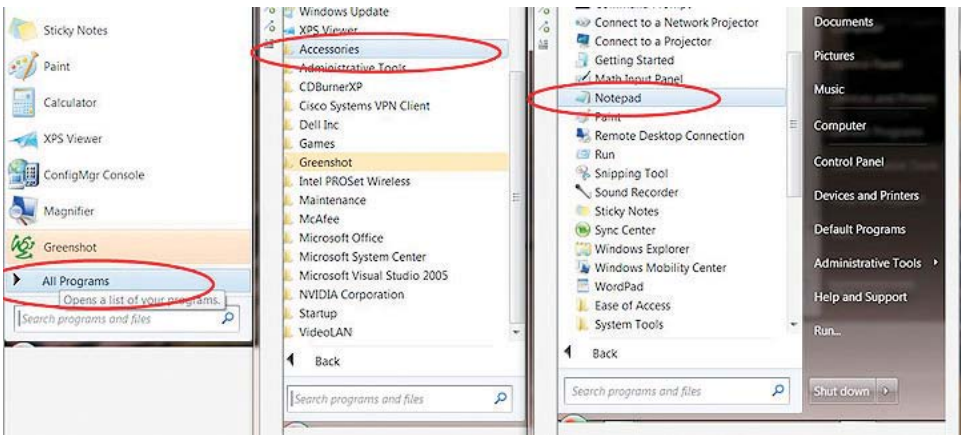 Sticky Notes
Paint
Calculator
XPS Viewer
ConfigMgr Console
Magnifier
Greenshot
All Programs
Opens a list of your programs.
Search programs and files
Windows Update
XPS Viewer
Accessories
Administrative Tools
CDBurnerXP
Cisco Systems VPN Client
Dell Inc
Games
Greenshot
Intel PROSet Wireless
Maintenance
McAfee
Microsoft Office
Microsoft System Center
Microsoft Visual Studio 2005
NVIDIA Corporation
Startup
VideoLAN
Back
Search programs and files
Connect to a Network Projector
Connect to a Projector
Getting Started
Math Input Panel
Notepad
Paint
Remote Desktop Connection
Run
Snipping Tool
Sound Recorder
Sticky Notes
Sync Center
Windows Explorer
Windows Mobility Center
WordPad
Ease of Access
System Tools
Back
Search programs and files
Documents
Pictures
Music
Computer
Control Panel
Devices and Printers
Default Programs
Administrative Tools
Help and Support
Run...
Shut down